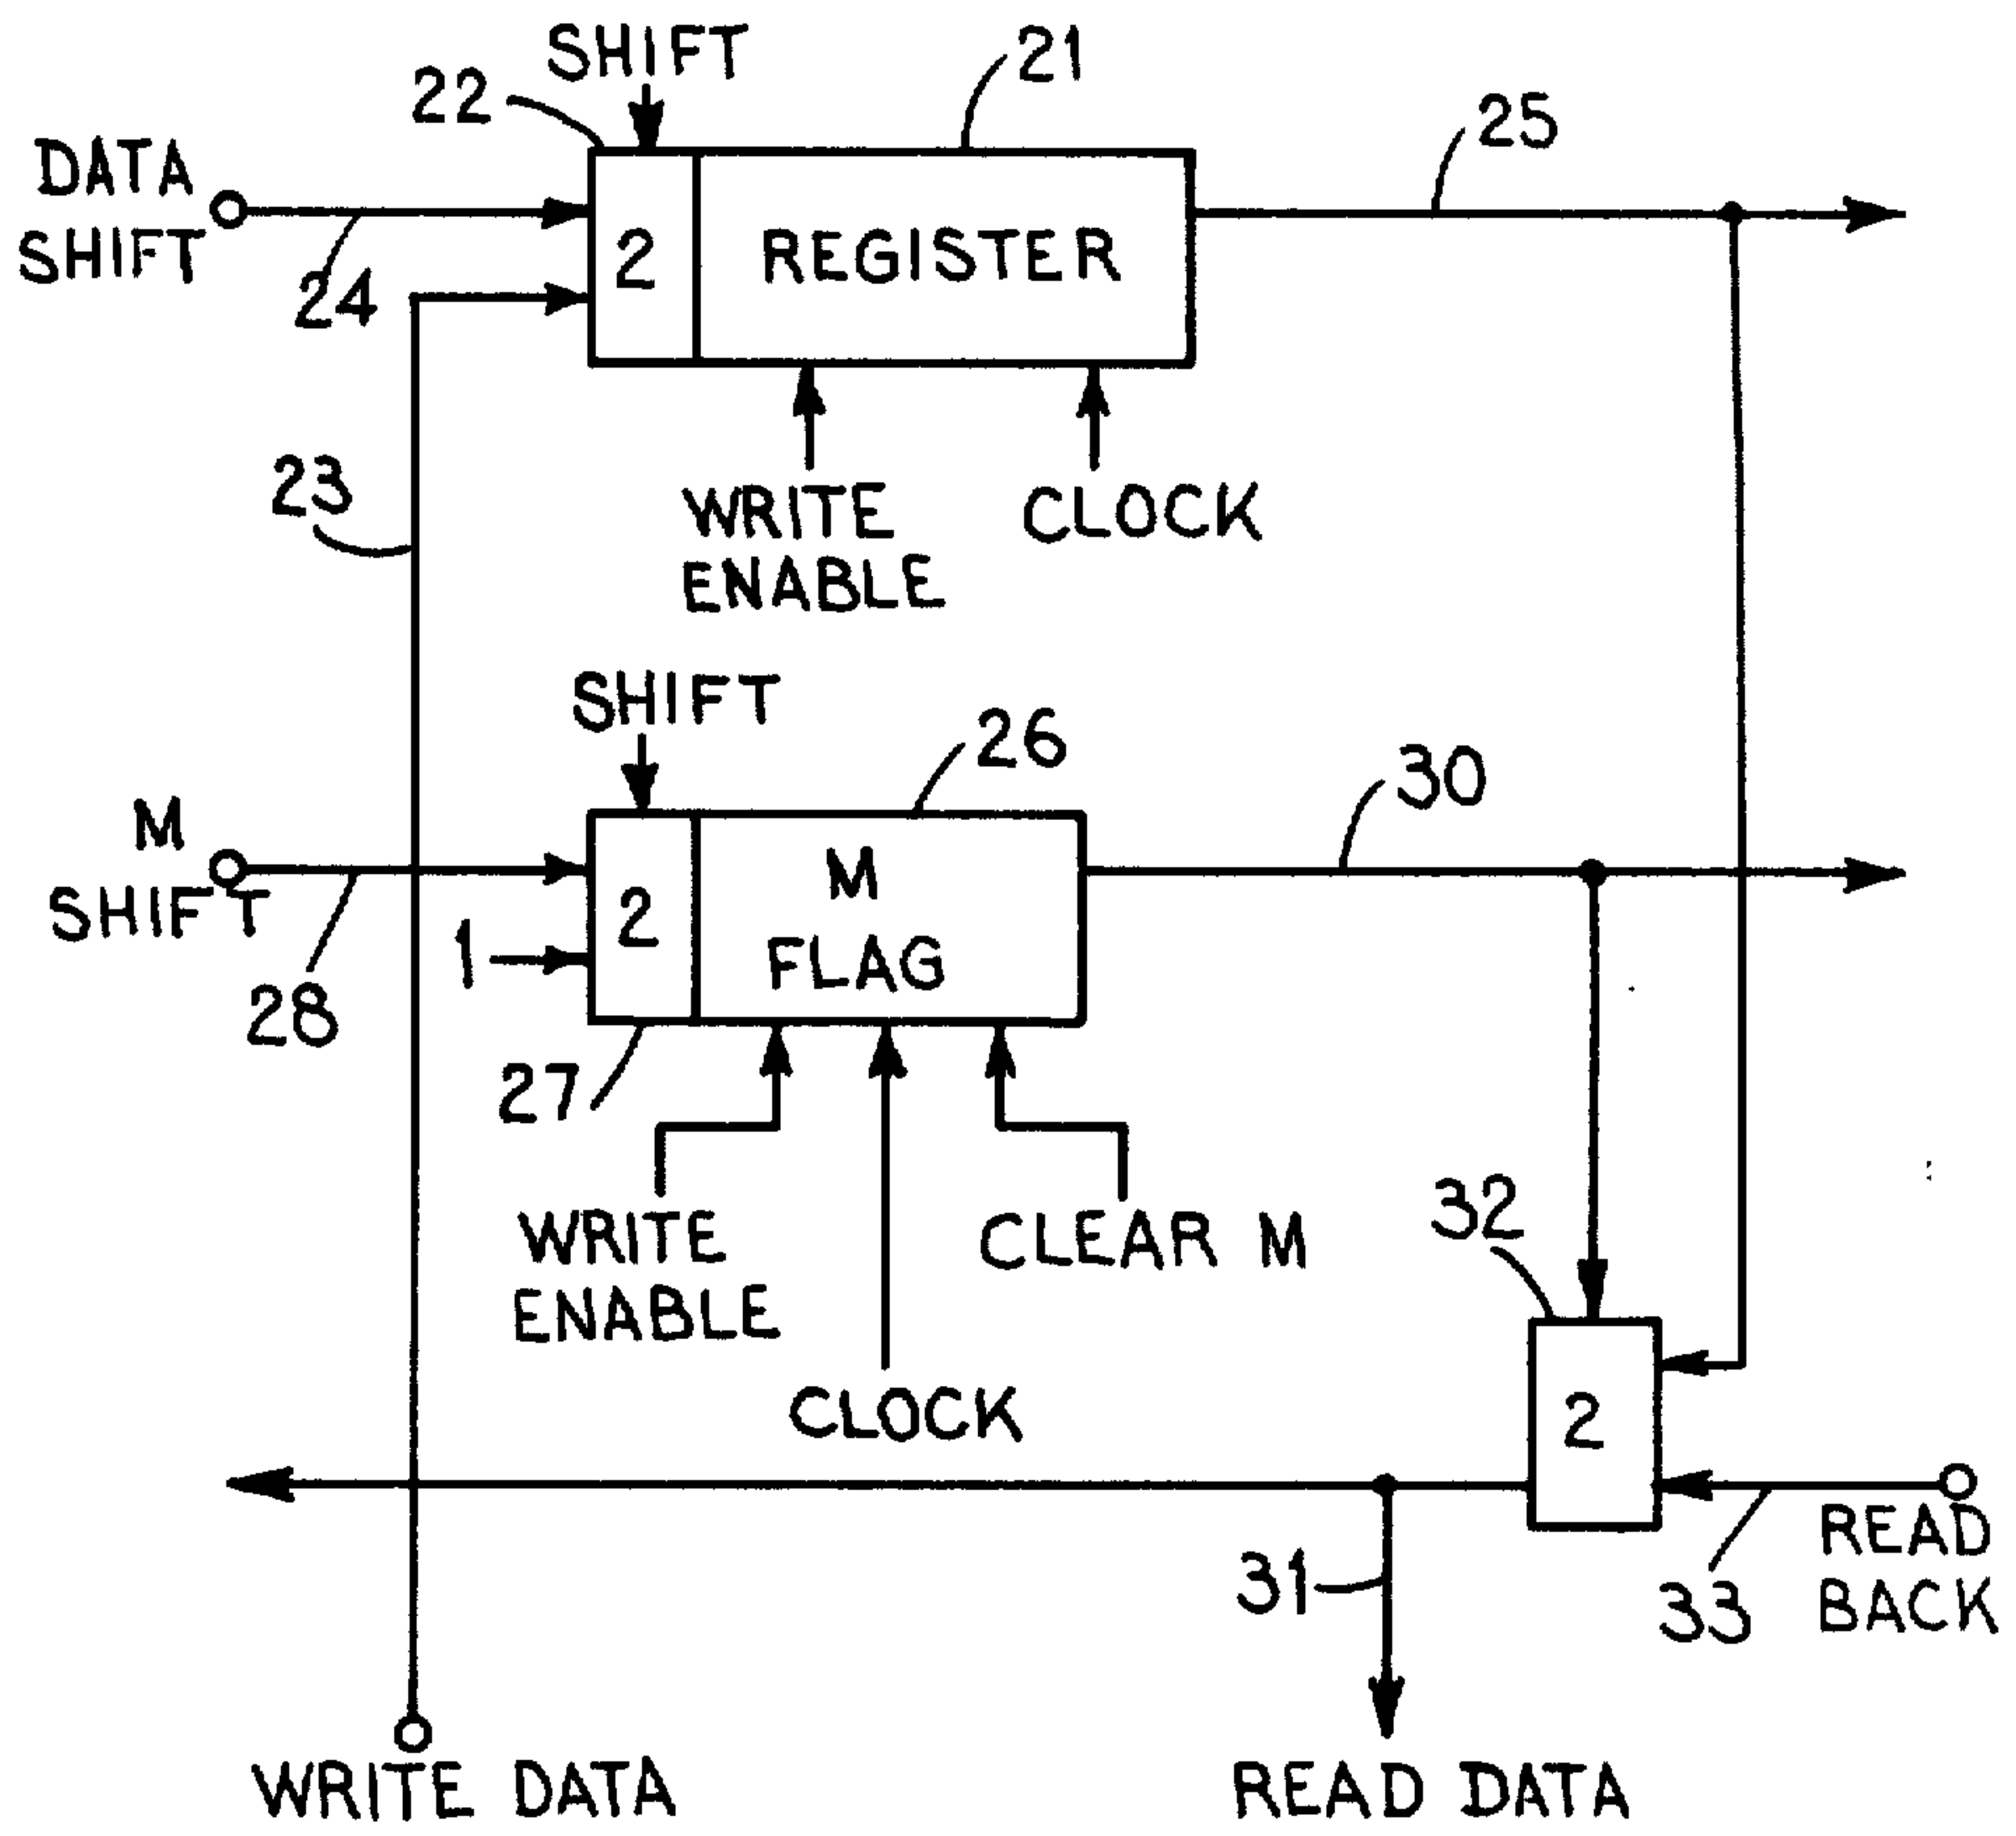 SHIFT
21
22
25
DATA
SHIFT
24
2
REGISTER
23
WRITE
ENABLE
CLOCK
SHIFT
26
30
M
SHIFT
28
1
2
M
FLAG
27
WRITE
ENABLE
CLEAR M
32
CLOCK
2
READ
BACK
33
31
WRITE DATA
READ DATA